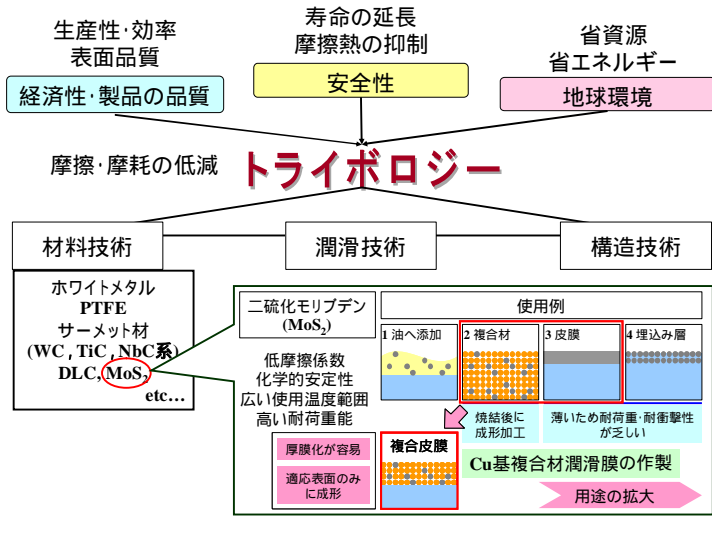 生産性･効率
表面品質
経済性･製品の品質
寿命の延長
摩擦熱の抑制
安全性
省資源
省エネルギー
地球環境
摩擦･摩耗の低減
トライボロジー
材料技術
潤滑技術
構造技術
ホワイトメタル
PTFE
サーメット材
(WC , TiC , NbC系)
DLC, MoS2
etc…
二硫化モリブデン
(MoS2)
使用例
1 油へ添加
2 複合材
3 皮膜
4 埋込み層
低摩擦係数
化学的安定性
広い使用温度範囲
高い耐荷重能
焼結後に
成形加工
薄いため耐荷重･耐衝撃性
が乏しい
厚膜化が容易
適応表面のみ
に成形
複合皮膜
Cu基複合材潤滑膜の作製
用途の拡大